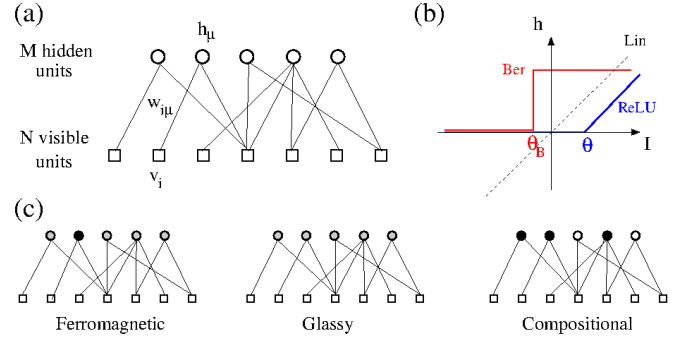 (a)
M hidden
units
h_μ
w_iμ
N visible
units
v_i
(b)
h
Lin
Ber
ReLU
θ_B
θ
I
(c)
Ferromagnetic
Glassy
Compositional